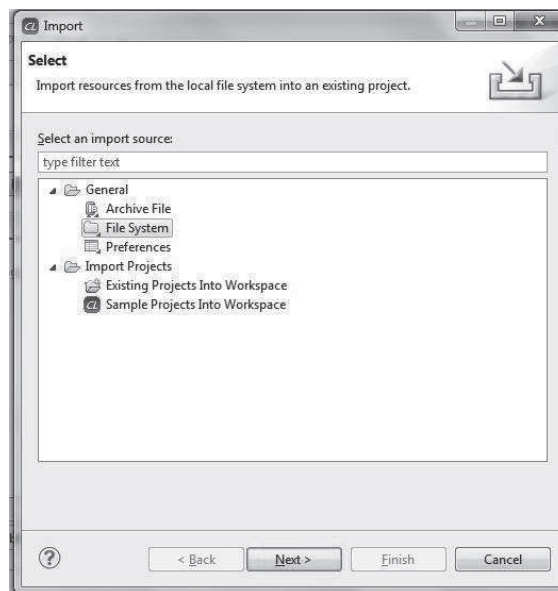 CL Import
Select
Import resources from the local file system into an existing project.
Select an import source:
type filter text
General
Archive File
File System
Preferences
Import Projects
Existing Projects Into Workspace
CL Sample Projects Into Workspace
?
< Back
Next >
Finish
Cancel